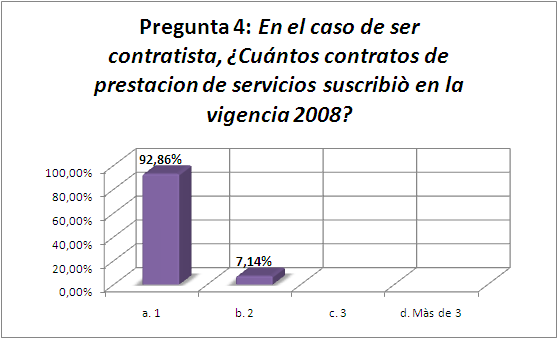 Pregunta 4: En el caso de ser
contratista, ¿Cuántos contratos de
prestacion de servicios suscribiò en la
vigencia 2008?
92,86%
100,00%
80,00%
60,00%
40,00%
7,14%
20,00%
0,00%
a. 1
b. 2
c. 3
d. Màs de 3